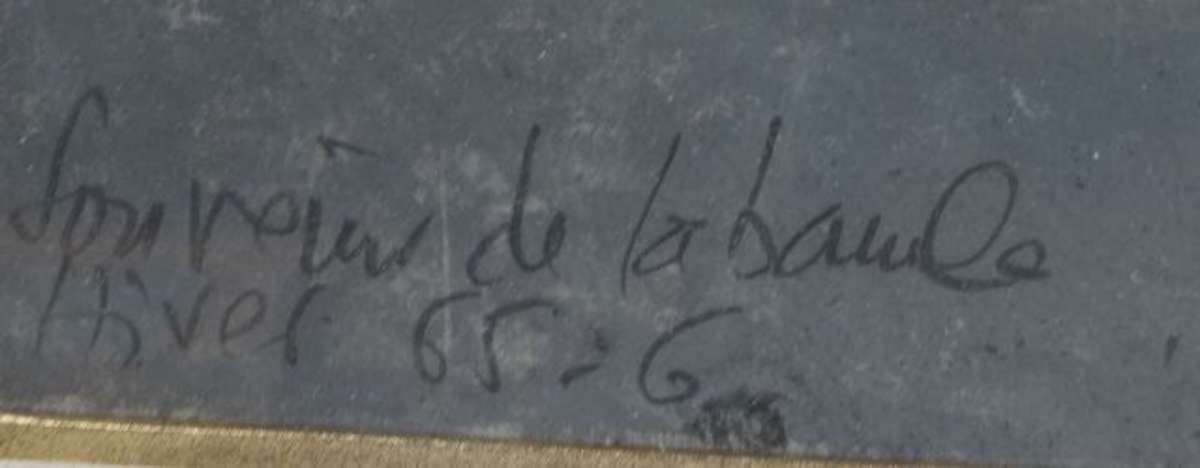 Souvenir de la baule
hiver 65-6